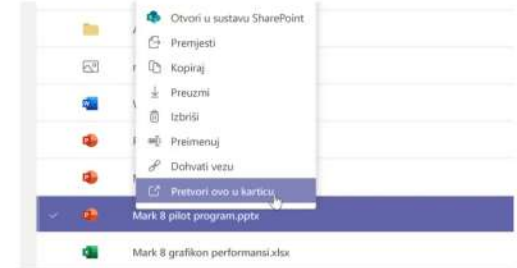 Otvori u sustavu SharePoint
Premjesti
Kopiraj
Preuzmi
Izbriši
Preimenuj
Dohvati vezu
Pretvori ovo u karticu
Mark 8 pilot program.pptx
Mark 8 grafikon performansi.xlsx